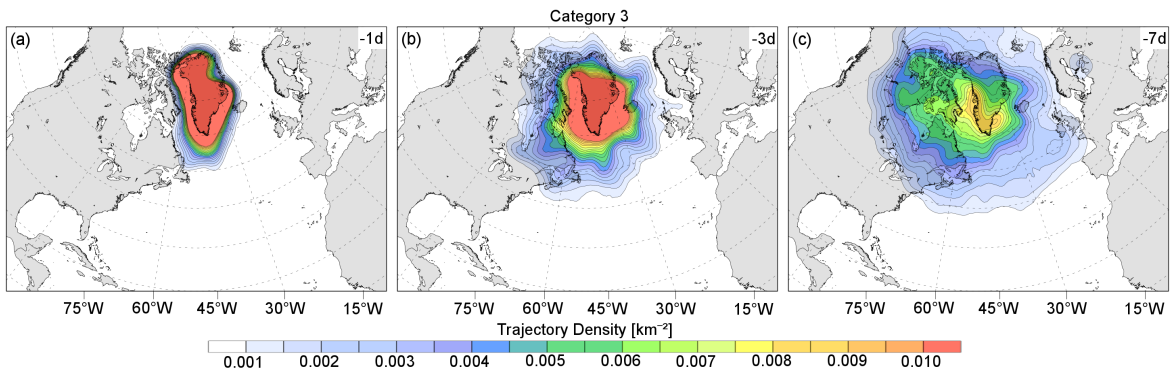 Category 3
(a) -1d (b) -3d (c) -7d
75°W 60°W 45°W 30°W 15°W 75°W 60°W 45°W 30°W 15°W 75°W 60°W 45°W 30°W 15°W
Trajectory Density [km⁻²]
0.001 0.002 0.003 0.004 0.005 0.006 0.007 0.008 0.009 0.010